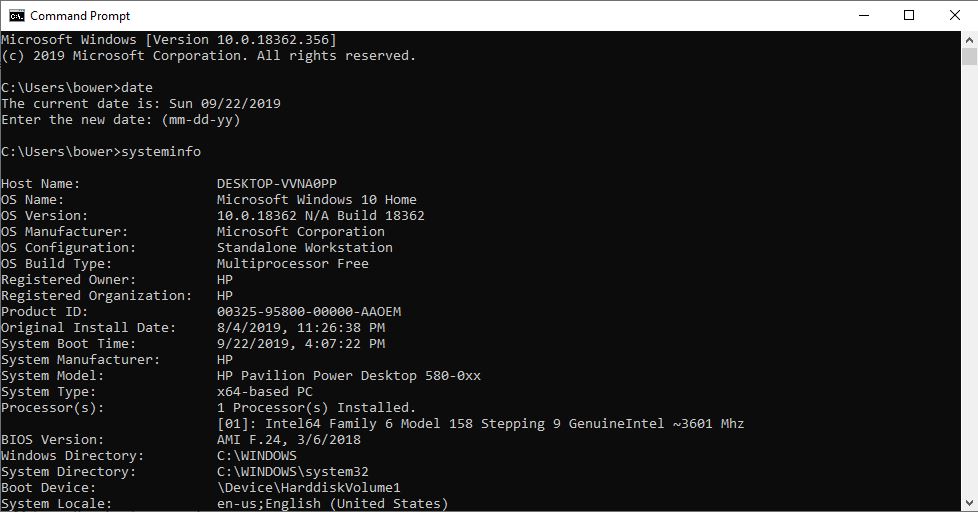 Command Prompt
Microsoft Windows [Version 10.0.18362.356]
(c) 2019 Microsoft Corporation. All rights reserved.
C:\Users\bower>date
The current date is: Sun 09/22/2019
Enter the new date: (mm-dd-yy)
C:\Users\bower>systeminfo
Host Name: DESKTOP-VVNA0PP
OS Name: Microsoft Windows 10 Home
OS Version: 10.0.18362 N/A Build 18362
OS Manufacturer: Microsoft Corporation
OS Configuration: Standalone Workstation
OS Build Type: Multiprocessor Free
Registered Owner: HP
Registered Organization: HP
Product ID: 00325-95800-00000-AAOEM
Original Install Date: 8/4/2019, 11:26:38 PM
System Boot Time: 9/22/2019, 4:07:22 PM
System Manufacturer: HP
System Model: HP Pavilion Power Desktop 580-0xx
System Type: x64-based PC
Processor(s): 1 Processor(s) Installed.
[01]: Intel64 Family 6 Model 158 Stepping 9 GenuineIntel ~3601 Mhz
BIOS Version: AMI F.24, 3/6/2018
Windows Directory: C:\WINDOWS
System Directory: C:\WINDOWS\system32
Boot Device: \Device\HarddiskVolume1
System Locale: en-us;English (United States)